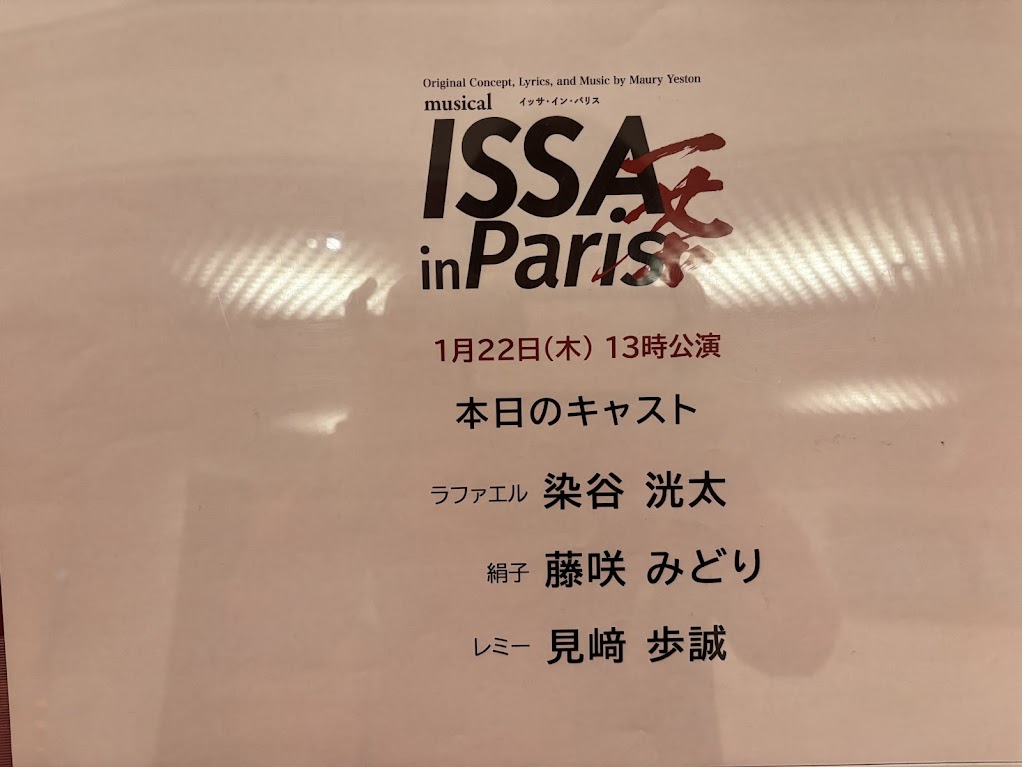 Original Concept, Lyrics, and Music by Maury Yeston
musical イッサ・イン・パリス
ISSA
in Paris
一茶
1月22日(木) 13時公演
本日のキャスト
ラファエル 染谷 洸太
絹子 藤咲 みどり
レミー 見﨑 歩誠